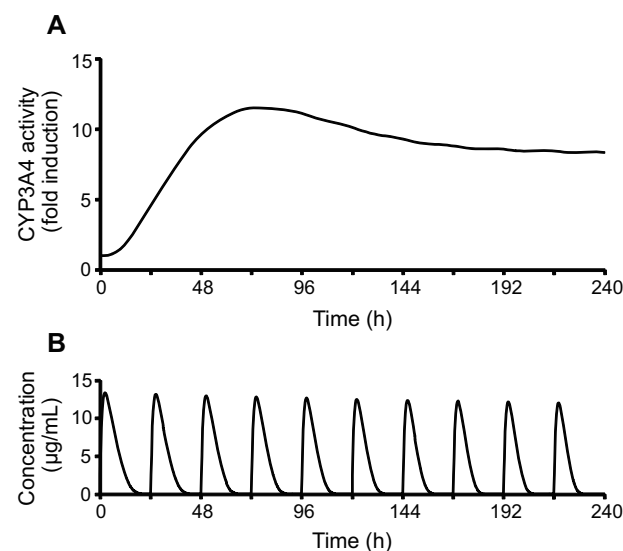 A
15
10
5
0
CYP3A4 activity
(fold induction)
0 48 96 144 192 240
Time (h)
B
15
10
5
0
Concentration
(µg/mL)
0 48 96 144 192 240
Time (h)